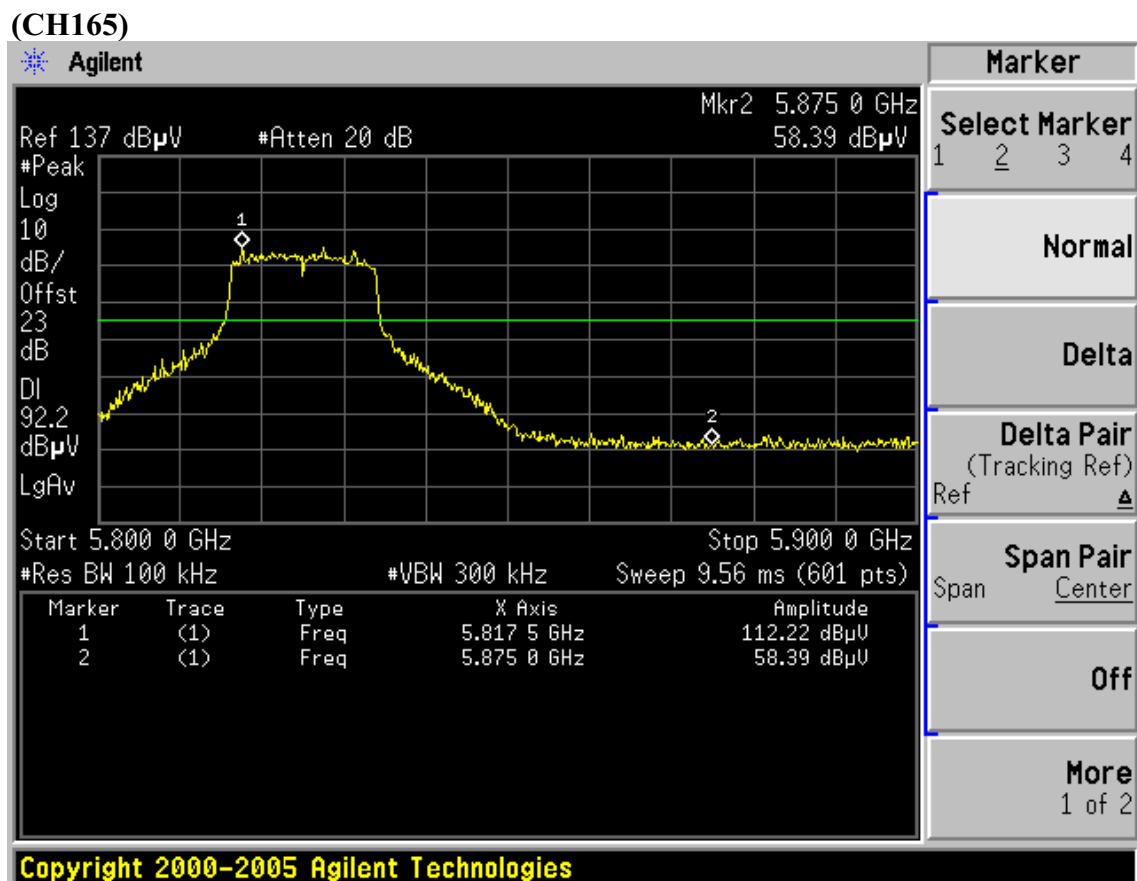 (CH165)
Agilent
Marker
Mkr2 5.875 0 GHz
Ref 137 dBµV #Atten 20 dB 58.39 dBµV
#Peak
Log
10
dB/
Offst
23
dB
DI
92.2
dBµV
LgAv
1
2
Start 5.800 0 GHz Stop 5.900 0 GHz
#Res BW 100 kHz #VBW 300 kHz Sweep 9.56 ms (601 pts)
Marker Trace Type X Axis Amplitude
1 (1) Freq 5.817 5 GHz 112.22 dBµV
2 (1) Freq 5.875 0 GHz 58.39 dBµV
Select Marker
1 2 3 4
Normal
Delta
Delta Pair
(Tracking Ref)
Ref Δ
Span Pair
Span Center
Off
More
1 of 2
Copyright 2000-2005 Agilent Technologies